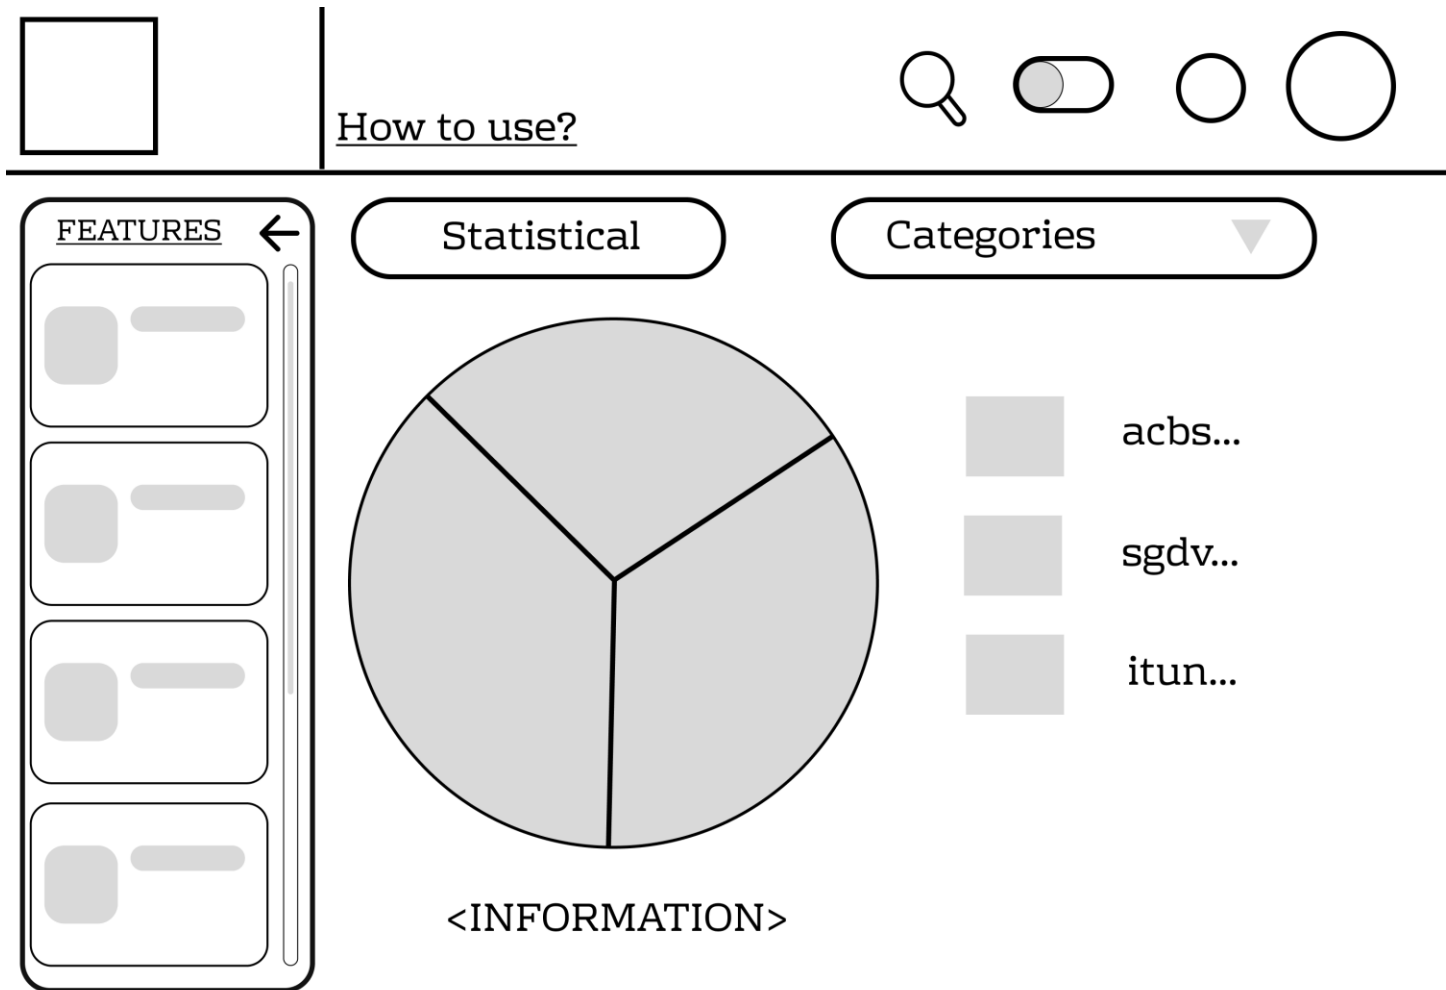 How to use?
FEATURES
Statistical
Categories
acbs...
sgdv...
itun...
<INFORMATION>